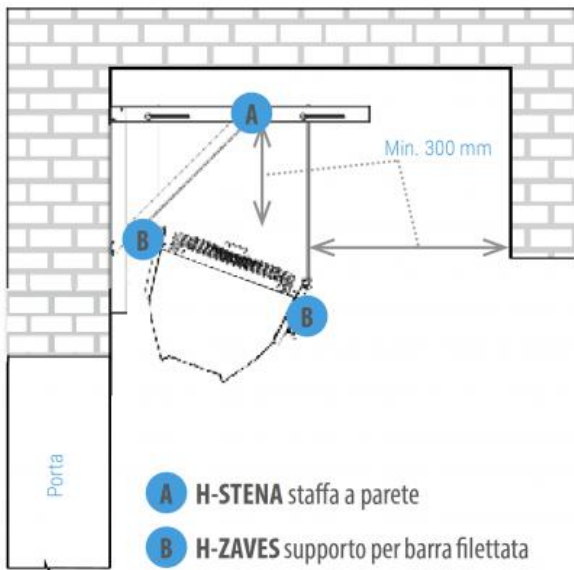 A
Min. 300 mm
B
B
Porta
A H-STENA staffa a parete
B H-ZAVES supporto per barra filettata